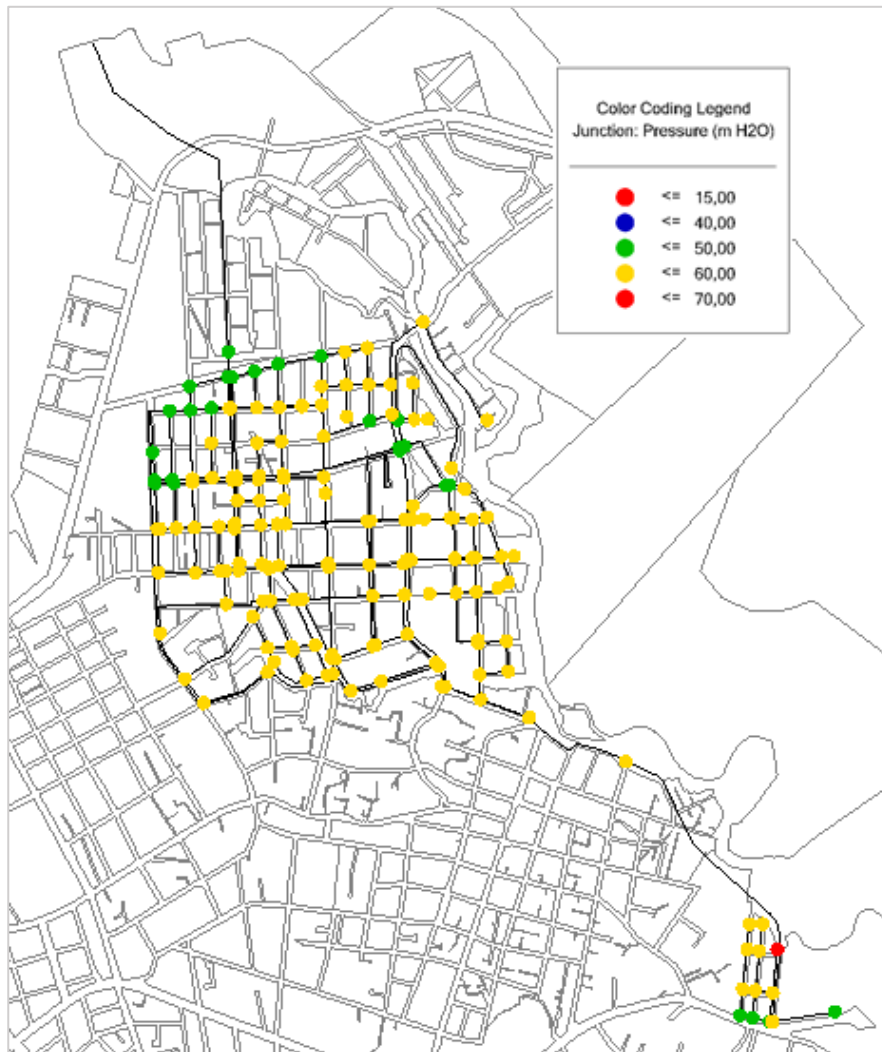 Color Coding Legend
Junction: Pressure (m H2O)
<= 15,00
<= 40,00
<= 50,00
<= 60,00
<= 70,00